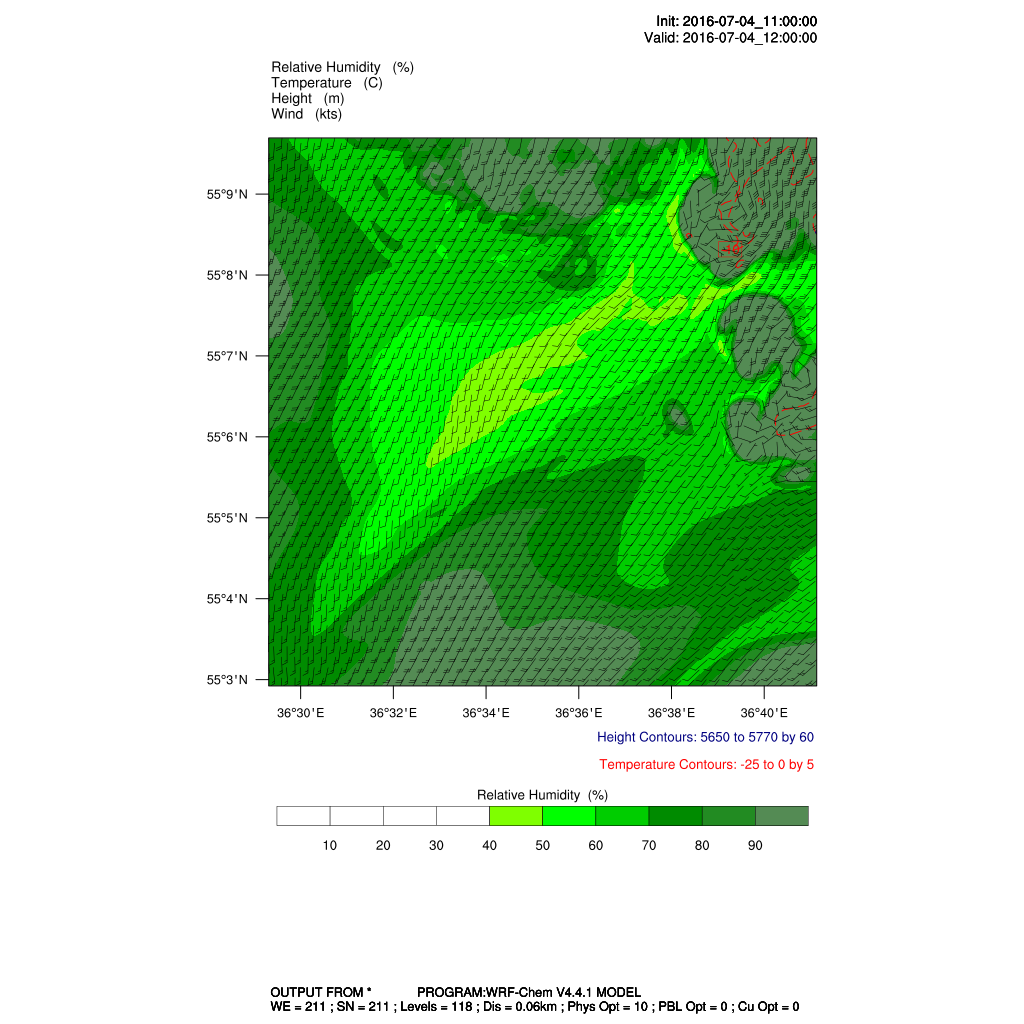 Init: 2016-07-04_11:00:00
Valid: 2016-07-04_12:00:00
Relative Humidity (%)
Temperature (C)
Height (m)
Wind (kts)
55°9'N
55°8'N
55°7'N
55°6'N
55°5'N
55°4'N
55°3'N
36°30'E 36°32'E 36°34'E 36°36'E 36°38'E 36°40'E
Height Contours: 5650 to 5770 by 60
Temperature Contours: -25 to 0 by 5
Relative Humidity (%)
10 20 30 40 50 60 70 80 90
OUTPUT FROM * PROGRAM:WRF-Chem V4.4.1 MODEL
WE = 211 ; SN = 211 ; Levels = 118 ; Dis = 0.06km ; Phys Opt = 10 ; PBL Opt = 0 ; Cu Opt = 0